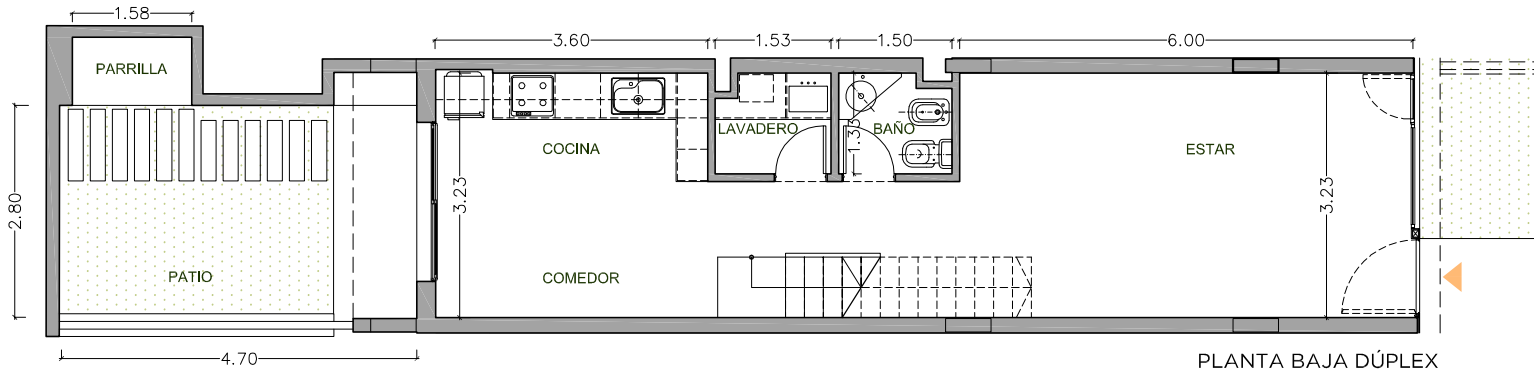 1.58
3.60
1.53
1.50
6.00
PARRILLA
LAVADERO
BAÑO
1.33
COCINA
ESTAR
2.80
3.23
3.23
PATIO
COMEDOR
4.70
PLANTA BAJA DÚPLEX